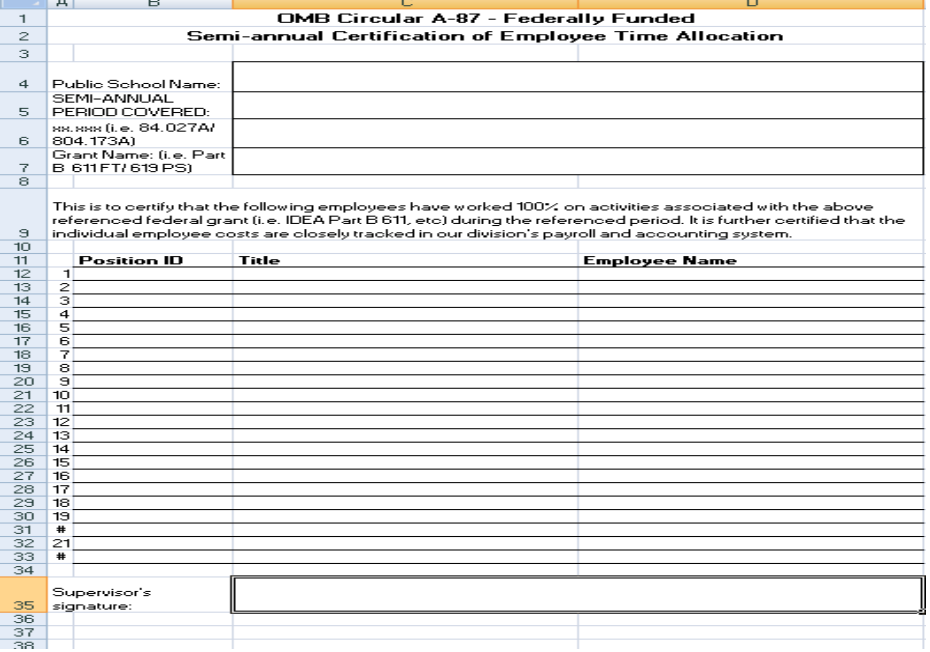 A B C D
1 OMB Circular A-87 - Federally Funded
2 Semi-annual Certification of Employee Time Allocation
3
4 Public School Name:
SEMI-ANNUAL
5 PERIOD COVERED:
xx.xxx (i.e. 84.027A/
6 804.173A)
Grant Name: (i.e. Part
7 B 611 FT/ 619 PS)
8
This is to certify that the following employees have worked 100% on activities associated with the above
referenced federal grant (i.e. IDEA Part B 611, etc) during the referenced period. It is further certified that the
9 individual employee costs are closely tracked in our division's payroll and accounting system.
10
11 Position ID Title Employee Name
12 1
13 2
14 3
15 4
16 5
17 6
18 7
19 8
20 9
21 10
22 11
23 12
24 13
25 14
26 15
27 16
28 17
29 18
30 19
31 #
32 21
33 #
34
Supervisor's
35 signature:
36
37
38